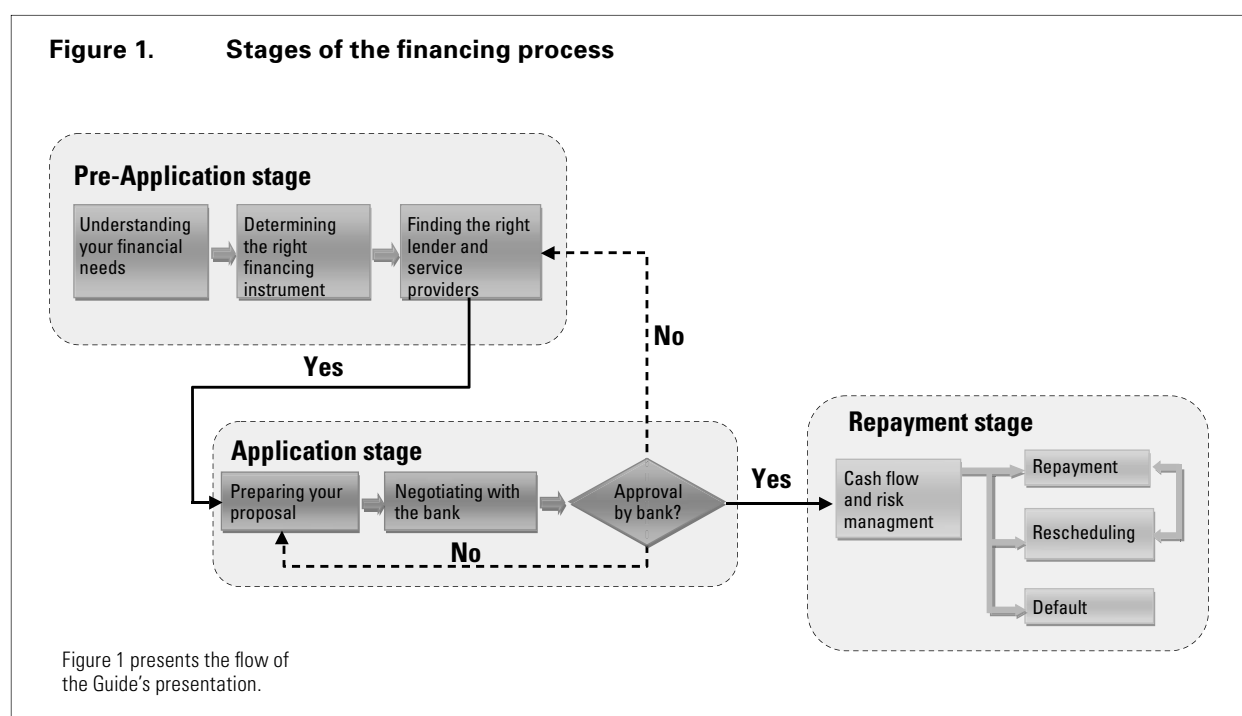 Figure 1. Stages of the financing process
Pre-Application stage
Understanding
your financial
needs
Determining
the right
financing
instrument
Finding the right
lender and
service
providers
No
Yes
Application stage
Preparing your
proposal
Negotiating with
the bank
Approval
by bank?
No
Yes
Repayment stage
Cash flow
and risk
managment
Repayment
Rescheduling
Default
Figure 1 presents the flow of
the Guide's presentation.